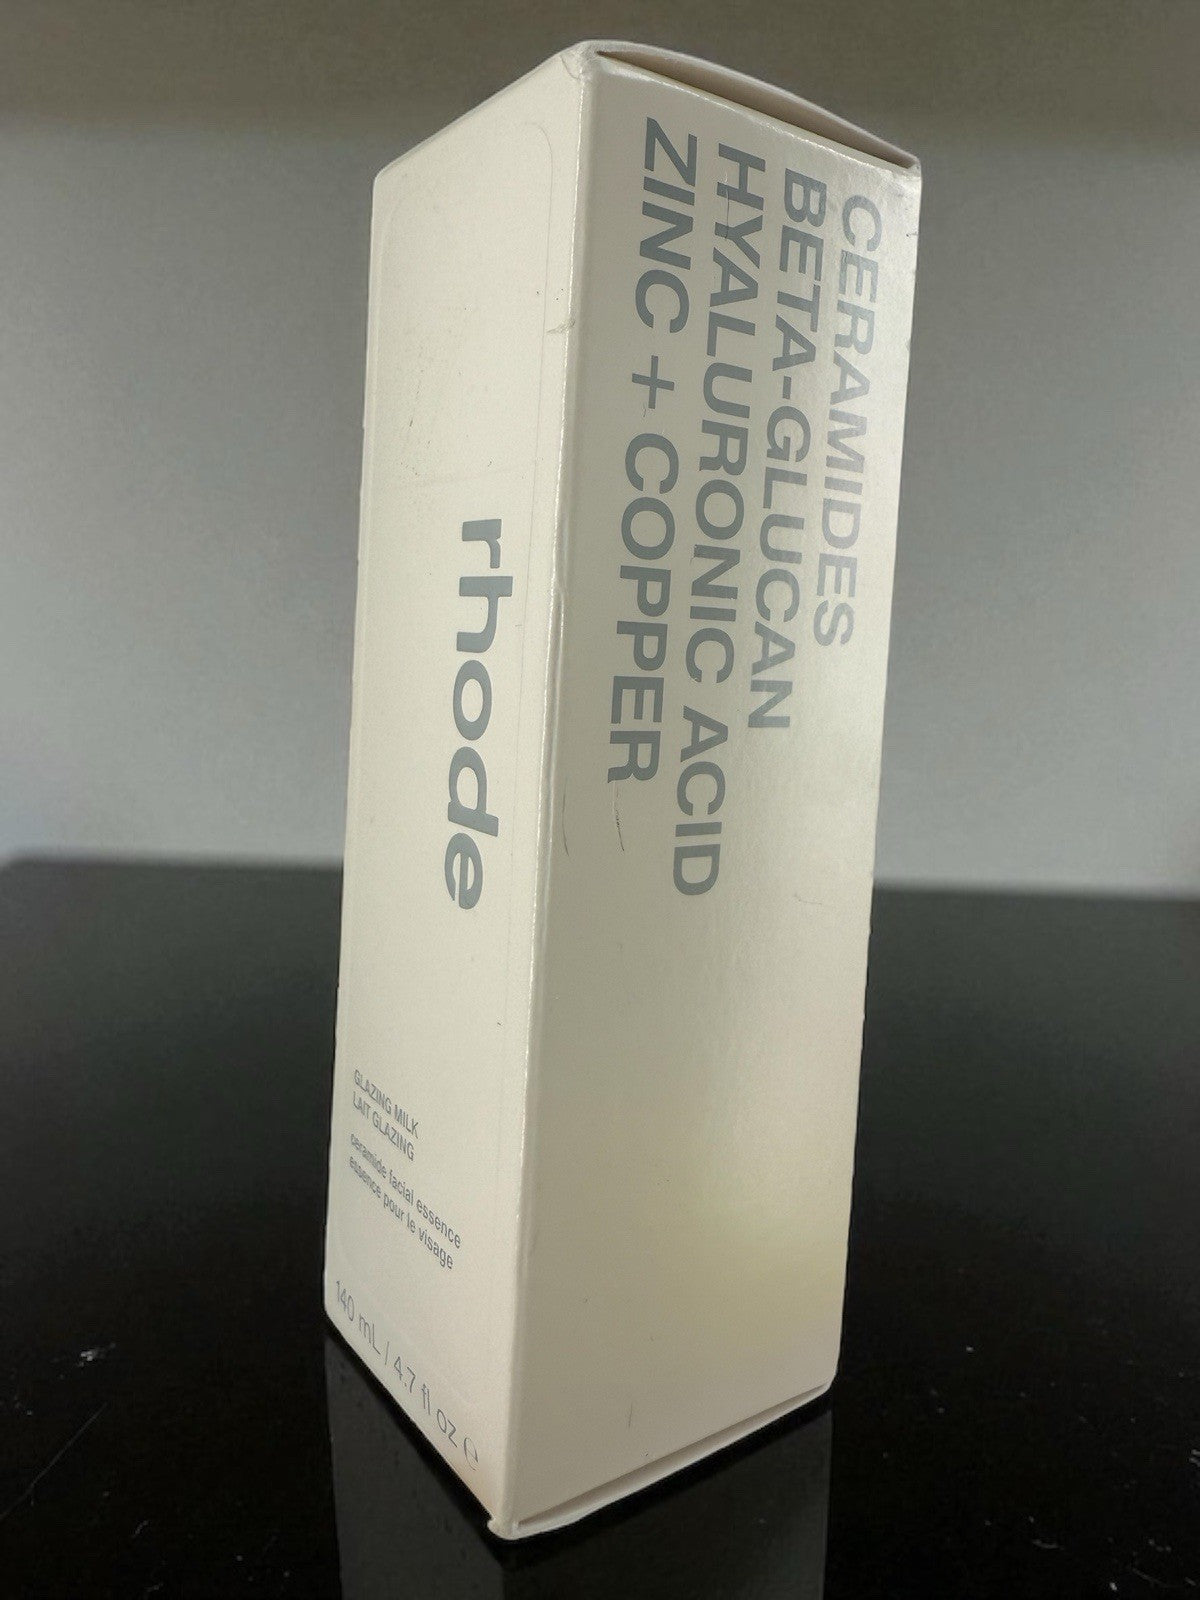 rhode
GLAZING MILK
LAIT GLAZING
ceramide facial essence
essence pour le visage
140 mL / 4.7 fl oz ℮
CERAMIDES
BETA-GLUCAN
HYALURONIC ACID
ZINC + COPPER